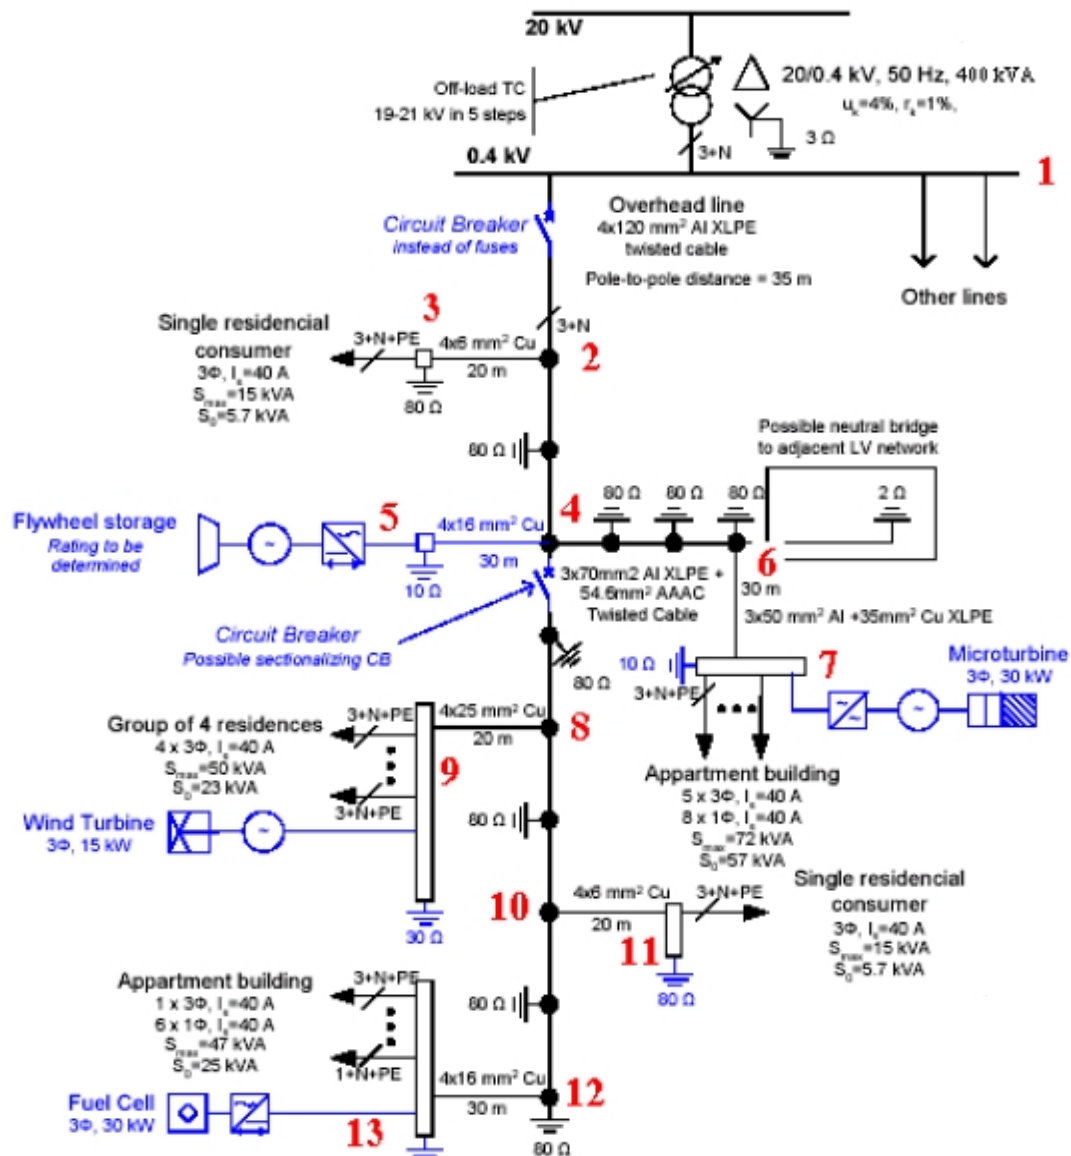 20 kV
Off-load TC
19-21 kV in 5 steps
20/0.4 kV, 50 Hz, 400 kVA
uk=4%, rk=1%,
3 Ω
3+N
0.4 kV
1
Circuit Breaker
instead of fuses
Overhead line
4x120 mm² Al XLPE
twisted cable
Pole-to-pole distance = 35 m
Other lines
3+N
3
Single residencial
consumer
3Φ, Is=40 A
Smax=15 kVA
S0=5.7 kVA
3+N+PE
4x6 mm² Cu
20 m
80 Ω
2
80 Ω
Possible neutral bridge
to adjacent LV network
80 Ω
80 Ω
80 Ω
2 Ω
4
5
4x16 mm² Cu
30 m
Flywheel storage
Rating to be
determined
10 Ω
6
3x70mm2 Al XLPE +
54.6mm² AAAC
Twisted Cable
30 m
3x50 mm² Al +35mm² Cu XLPE
Circuit Breaker
Possible sectionalizing CB
80 Ω
10 Ω
7
3+N+PE
Microturbine
3Φ, 30 kW
Appartment building
5 x 3Φ, Is=40 A
8 x 1Φ, Is=40 A
Smax=72 kVA
S0=57 kVA
Group of 4 residences
4 x 3Φ, Is=40 A
Smax=50 kVA
S0=23 kVA
3+N+PE
3+N+PE
4x25 mm² Cu
20 m
8
9
Wind Turbine
3Φ, 15 kW
80 Ω
30 Ω
10
4x6 mm² Cu
20 m
3+N+PE
11
80 Ω
Single residencial
consumer
3Φ, Is=40 A
Smax=15 kVA
S0=5.7 kVA
Appartment building
1 x 3Φ, Is=40 A
6 x 1Φ, Is=40 A
Smax=47 kVA
S0=25 kVA
3+N+PE
1+N+PE
80 Ω
4x16 mm² Cu
30 m
12
80 Ω
Fuel Cell
3Φ, 30 kW
13